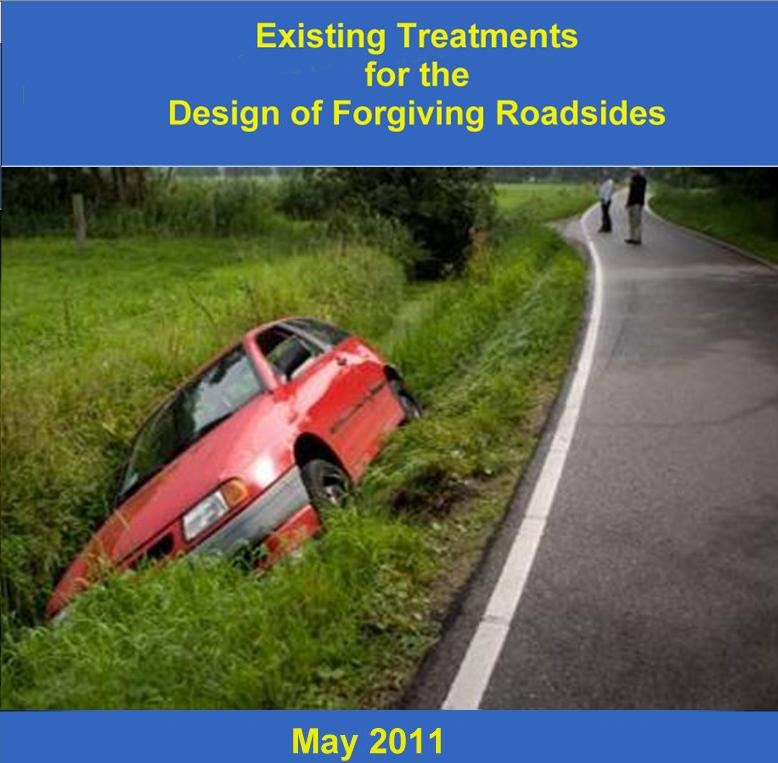 Existing Treatments
for the
Design of Forgiving Roadsides
May 2011